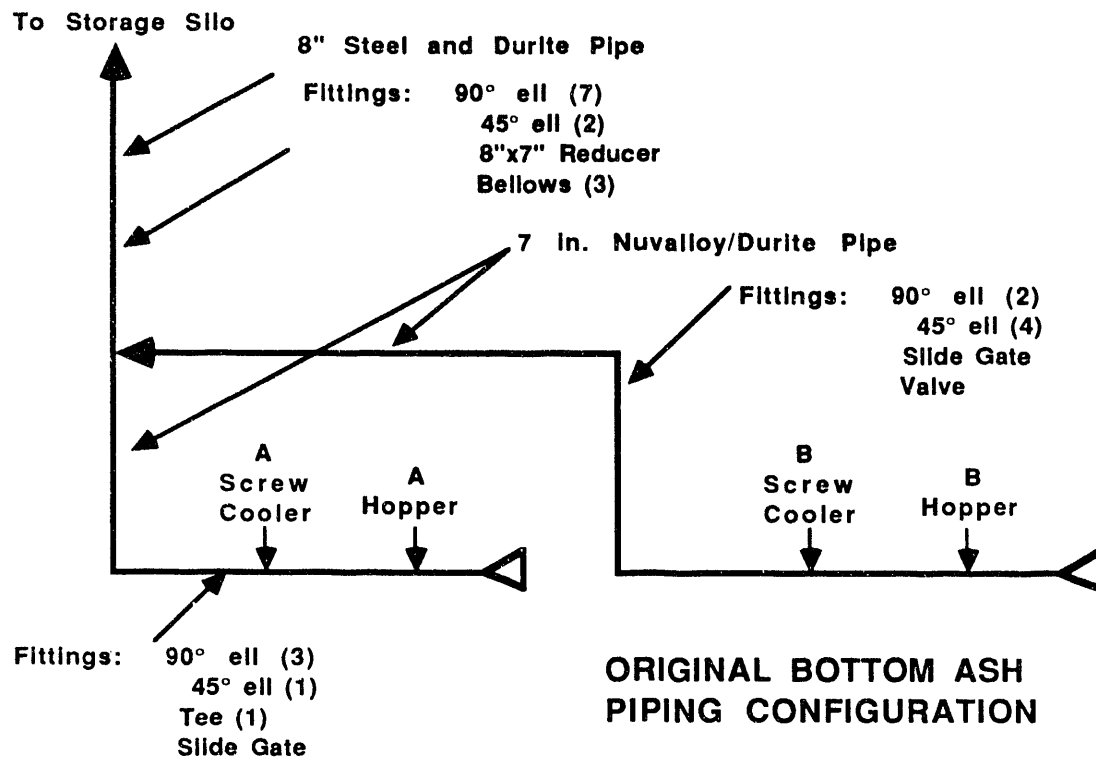 To Storage Silo
8" Steel and Durite Pipe
Fittings: 90° ell (7)
45° ell (2)
8"x7" Reducer
Bellows (3)
7 in. Nuvalloy/Durite Pipe
Fittings: 90° ell (2)
45° ell (4)
Slide Gate
Valve
A
Screw
Cooler
A
Hopper
B
Screw
Cooler
B
Hopper
Fittings: 90° ell (3)
45° ell (1)
Tee (1)
Slide Gate
ORIGINAL BOTTOM ASH
PIPING CONFIGURATION